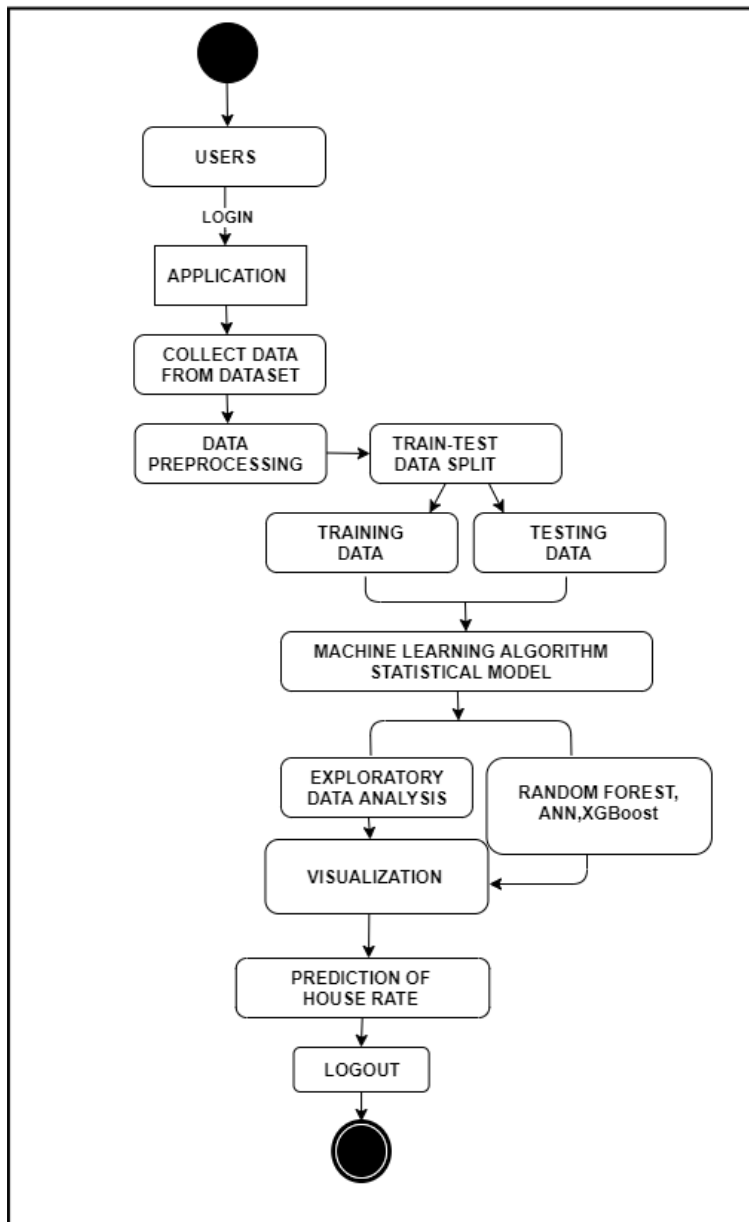 USERS
LOGIN
APPLICATION
COLLECT DATA
FROM DATASET
DATA
PREPROCESSING
TRAIN-TEST
DATA SPLIT
TRAINING
DATA
TESTING
DATA
MACHINE LEARNING ALGORITHM
STATISTICAL MODEL
EXPLORATORY
DATA ANALYSIS
RANDOM FOREST,
ANN,XGBoost
VISUALIZATION
PREDICTION OF
HOUSE RATE
LOGOUT